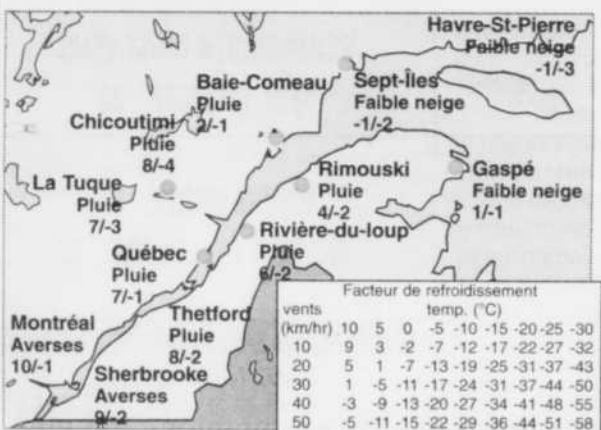 Havre-St-Pierre
Faible neige
-1/-3
Baie-Comeau
Pluie
2/-1
Sept-Îles
Faible neige
-1/-2
Chicoutimi
Pluie
8/-4
La Tuque
Pluie
7/-3
Rimouski
Pluie
4/-2
Gaspé
Faible neige
1/-1
Québec
Pluie
7/-1
Rivière-du-loup
Pluie
6/-2
Thetford
Pluie
8/-2
Montréal
Averses
10/-1
Sherbrooke
Averses
9/-2
Facteur de refroidissement
vents temp. (°C)
(km/hr) 10 5 0 -5 -10 -15 -20 -25 -30
10 9 3 -2 -7 -12 -17 -22 -27 -32
20 5 1 -7 -13 -19 -25 -31 -37 -43
30 1 -5 -11 -17 -24 -31 -37 -44 -50
40 -3 -9 -13 -20 -27 -34 -41 -48 -55
50 -5 -11 -15 -22 -29 -36 -44 -51 -58